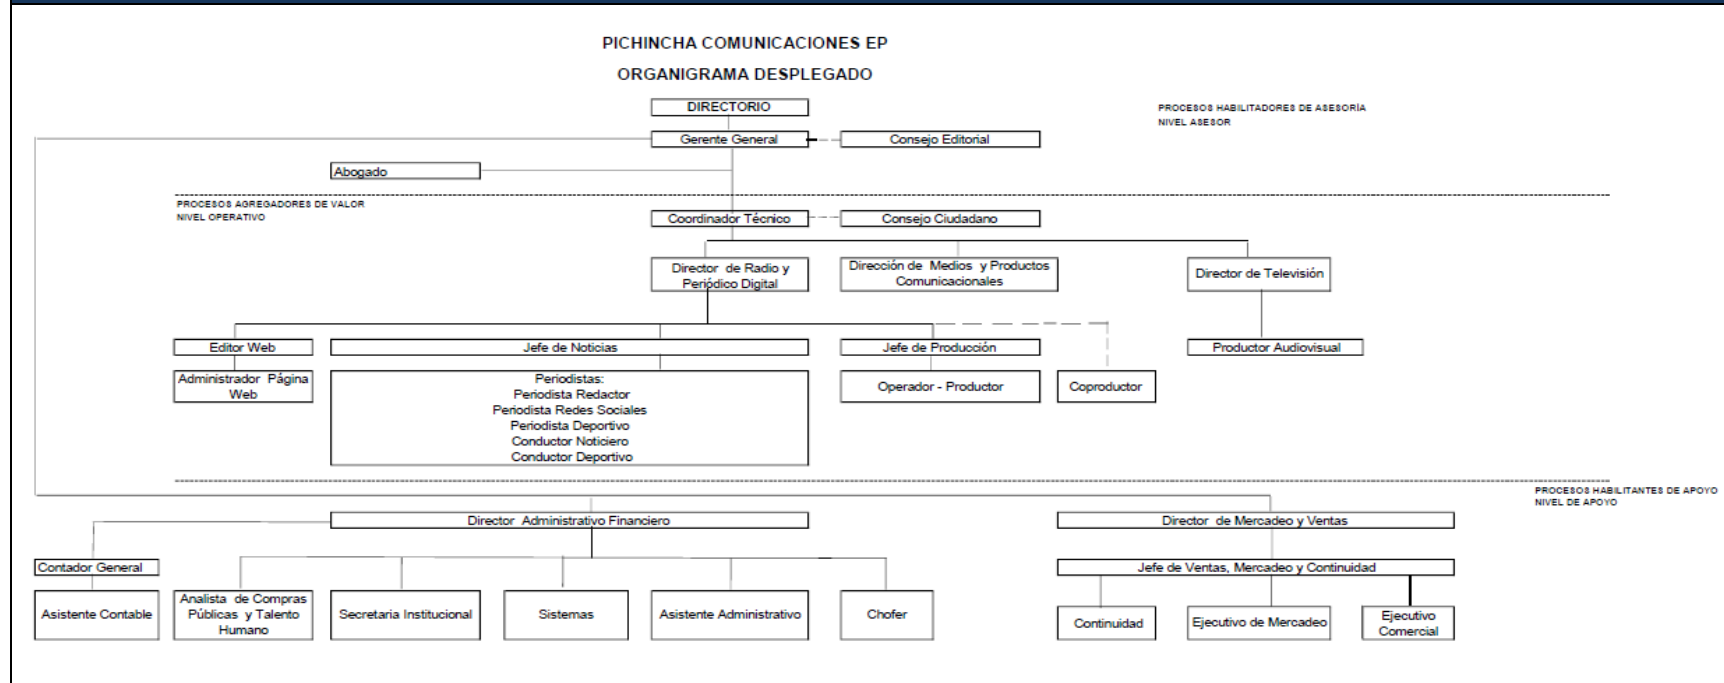 PICHINCHA COMUNICACIONES EP
ORGANIGRAMA DESPLEGADO
DIRECTORIO
PROCESOS HABILITADORES DE ASESORÍA
NIVEL ASESOR
Gerente General
Consejo Editorial
Abogado
PROCESOS AGREGADORES DE VALOR
NIVEL OPERATIVO
Coordinador Técnico
Consejo Ciudadano
Director de Radio y
Periódico Digital
Dirección de Medios y Productos
Comunicacionales
Director de Televisión
Editor Web
Jefe de Noticias
Jefe de Producción
Productor Audiovisual
Administrador Página
Web
Periodistas:
Periodista Redactor
Periodista Redes Sociales
Periodista Deportivo
Conductor Noticiero
Conductor Deportivo
Operador - Productor
Coproductor
PROCESOS HABILITANTES DE APOYO
NIVEL DE APOYO
Director Administrativo Financiero
Director de Mercadeo y Ventas
Contador General
Jefe de Ventas, Mercadeo y Continuidad
Asistente Contable
Analista de Compras
Públicas y Talento
Humano
Secretaria Institucional
Sistemas
Asistente Administrativo
Chofer
Continuidad
Ejecutivo de Mercadeo
Ejecutivo
Comercial